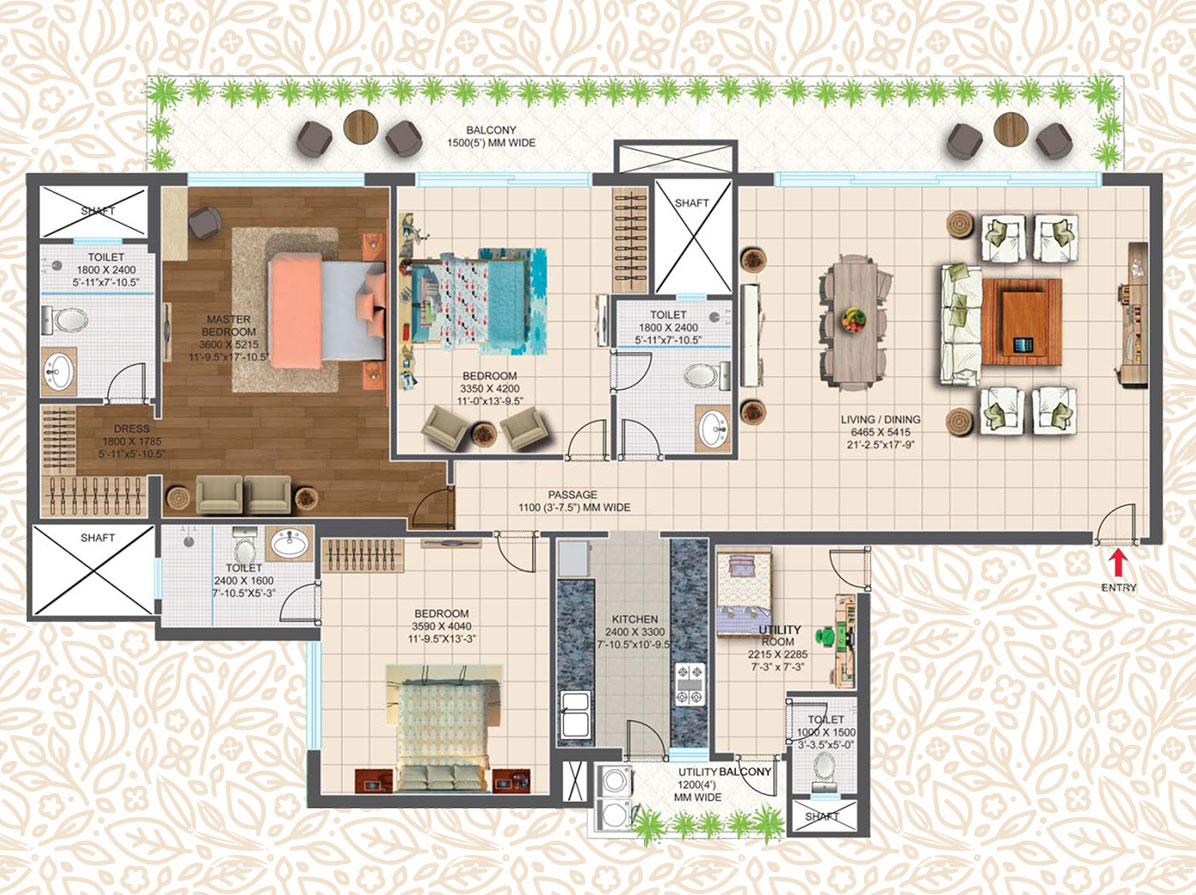 BALCONY
1500(5') MM WIDE
SHAFT
SHAFT
TOILET
1800 X 2400
5'-11"x7'-10.5"
MASTER
BEDROOM
3600 X 5215
11'-9.5"x17'-10.5"
TOILET
1800 X 2400
5'-11"x7'-10.5"
BEDROOM
3350 X 4200
11'-0"x13'-9.5"
LIVING / DINING
6465 X 5415
21'-2.5"x17'-9"
DRESS
1800 X 1785
5'-11"x5'-10.5"
PASSAGE
1100 (3'-7.5") MM WIDE
SHAFT
TOILET
2400 X 1600
7'-10.5"X5'-3"
ENTRY
BEDROOM
3590 X 4040
11'-9.5"X13'-3"
KITCHEN
2400 X 3300
7'-10.5"x10'-9.5
UTILITY
ROOM
2215 X 2285
7'-3" x 7'-3"
TOILET
1000 X 1500
3'-3.5"x5'-0"
UTILITY BALCONY
1200(4')
MM WIDE
SHAFT